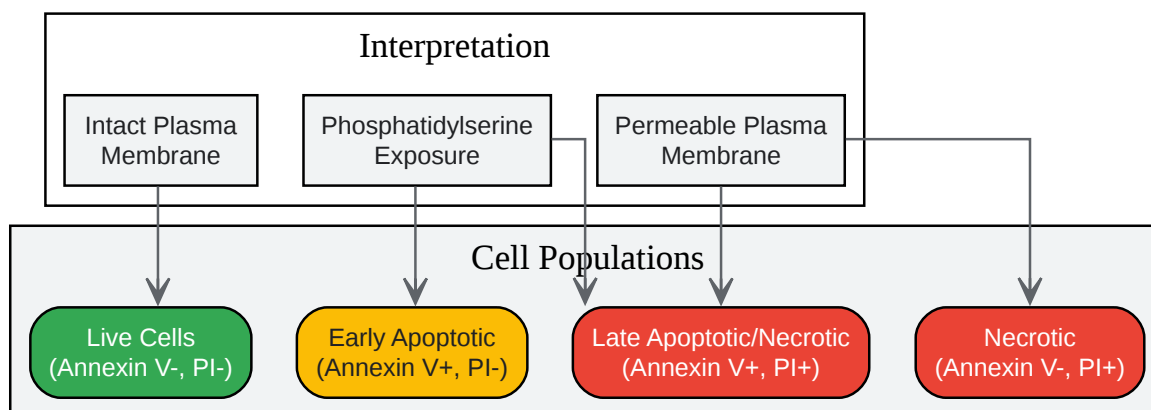 Interpretation
Intact Plasma
Membrane
Phosphatidylserine
Exposure
Permeable Plasma
Membrane
Cell Populations
Live Cells
(Annexin V-, PI-)
Early Apoptotic
(Annexin V+, PI-)
Late Apoptotic/Necrotic
(Annexin V+, PI+)
Necrotic
(Annexin V-, PI+)